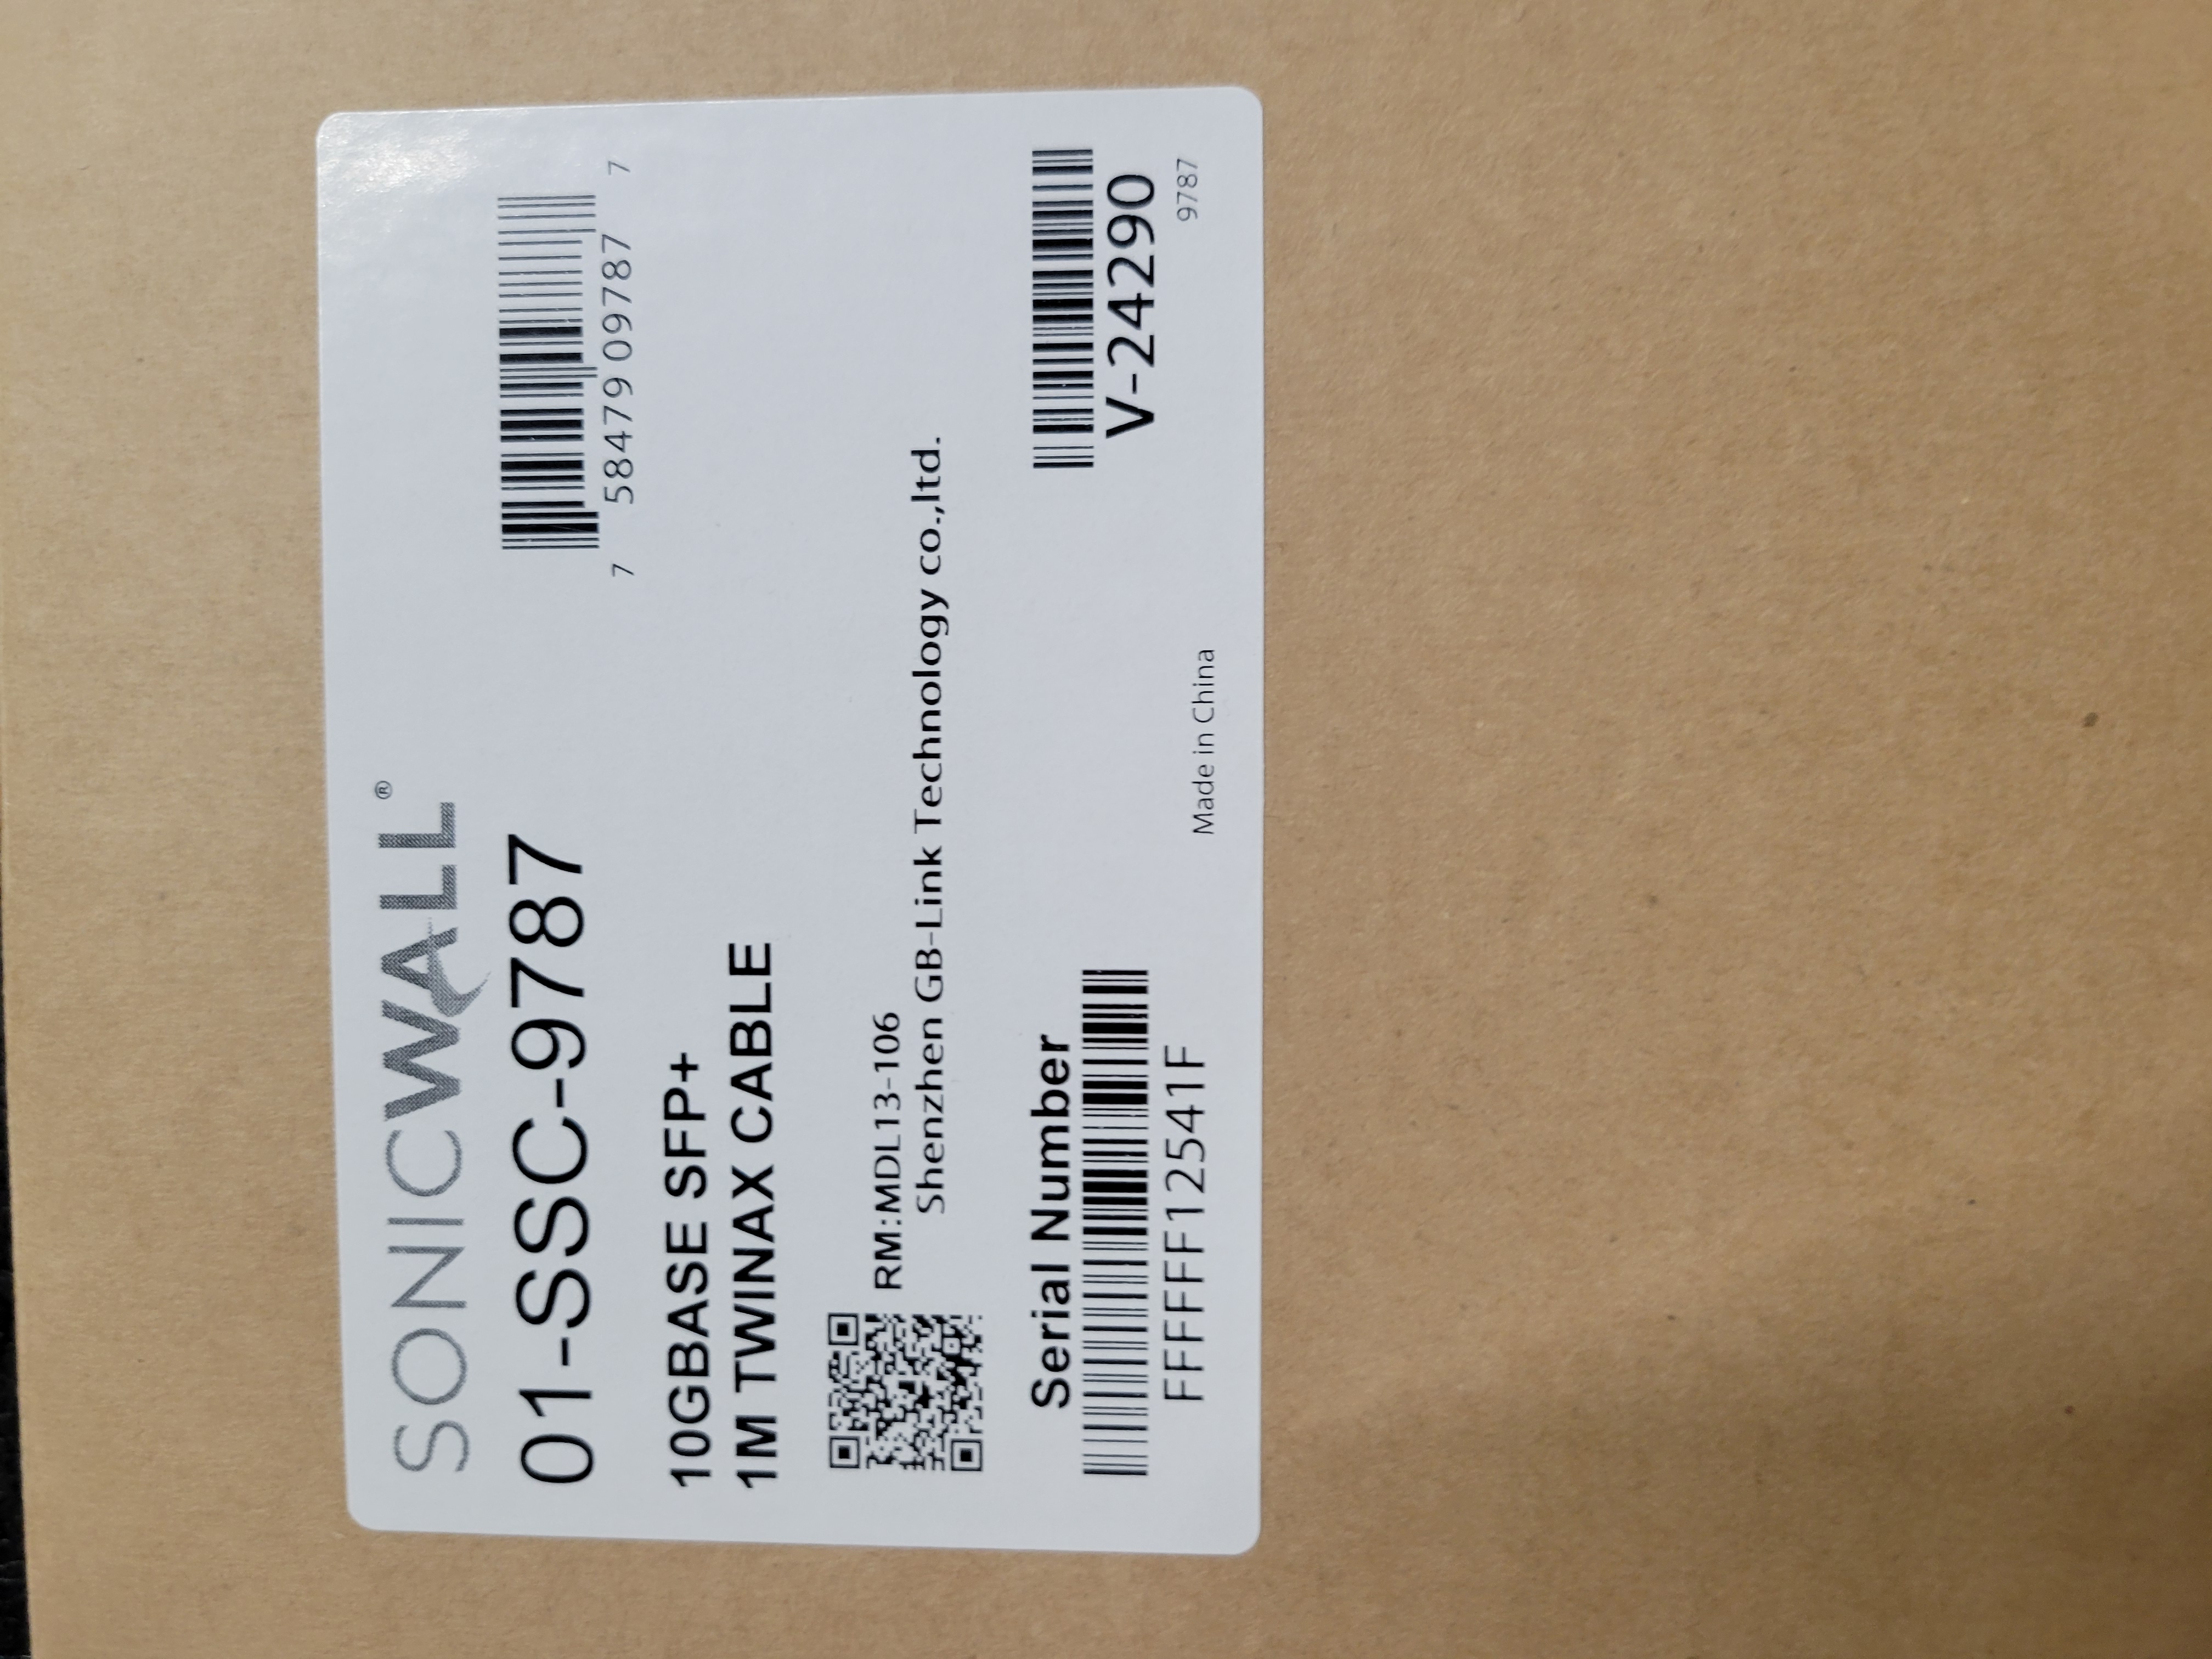 SONICWALL®
01-SSC-9787
7 58479 09787 7
10GBASE SFP+
1M TWINAX CABLE
RM:MDL13-106
Shenzhen GB-Link Technology co.,ltd.
Serial Number
FFFFFF12541F
Made in China
V-24290
9787